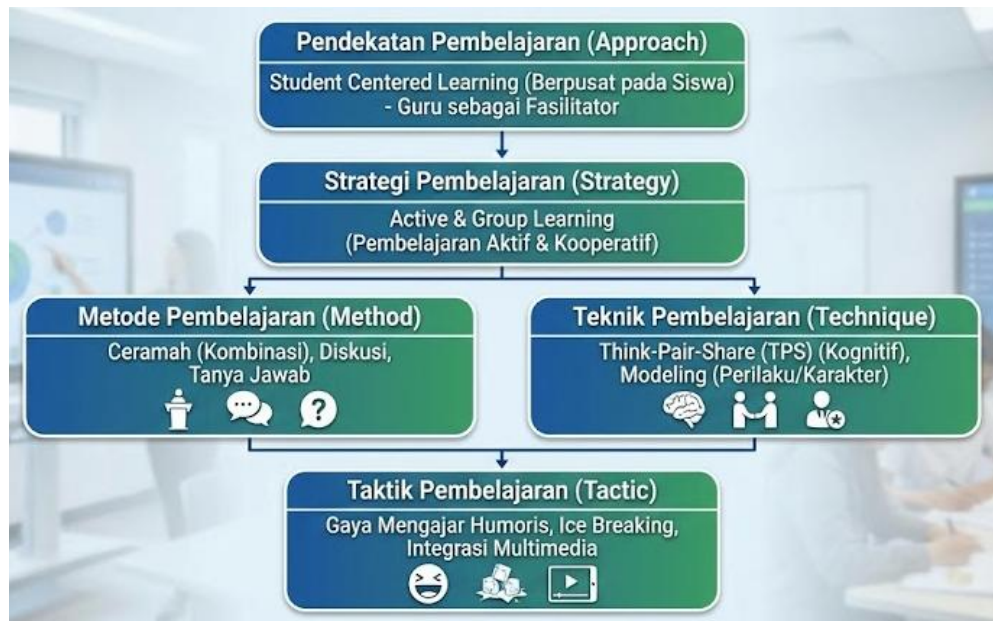 Pendekatan Pembelajaran (Approach)
Student Centered Learning (Berpusat pada Siswa)
- Guru sebagai Fasilitator
Strategi Pembelajaran (Strategy)
Active & Group Learning
(Pembelajaran Aktif & Kooperatif)
Metode Pembelajaran (Method)
Ceramah (Kombinasi), Diskusi,
Tanya Jawab
Teknik Pembelajaran (Technique)
Think-Pair-Share (TPS) (Kognitif),
Modeling (Perilaku/Karakter)
Taktik Pembelajaran (Tactic)
Gaya Mengajar Humoris, Ice Breaking,
Integrasi Multimedia